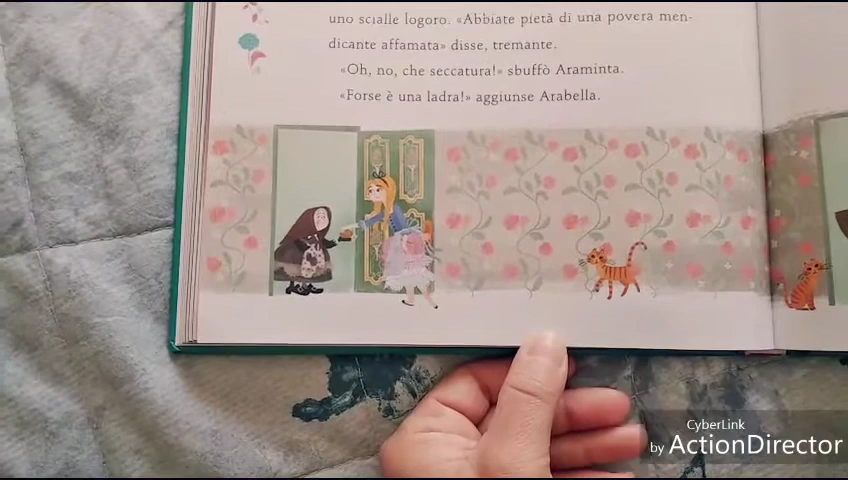 uno scialle logoro. «Abbiate pietà di una povera men-
dicante affamata» disse, tremante.
«Oh, no, che seccatura!» sbuffò Araminta.
«Forse è una ladra!» aggiunse Arabella.
CyberLink
by ActionDirector